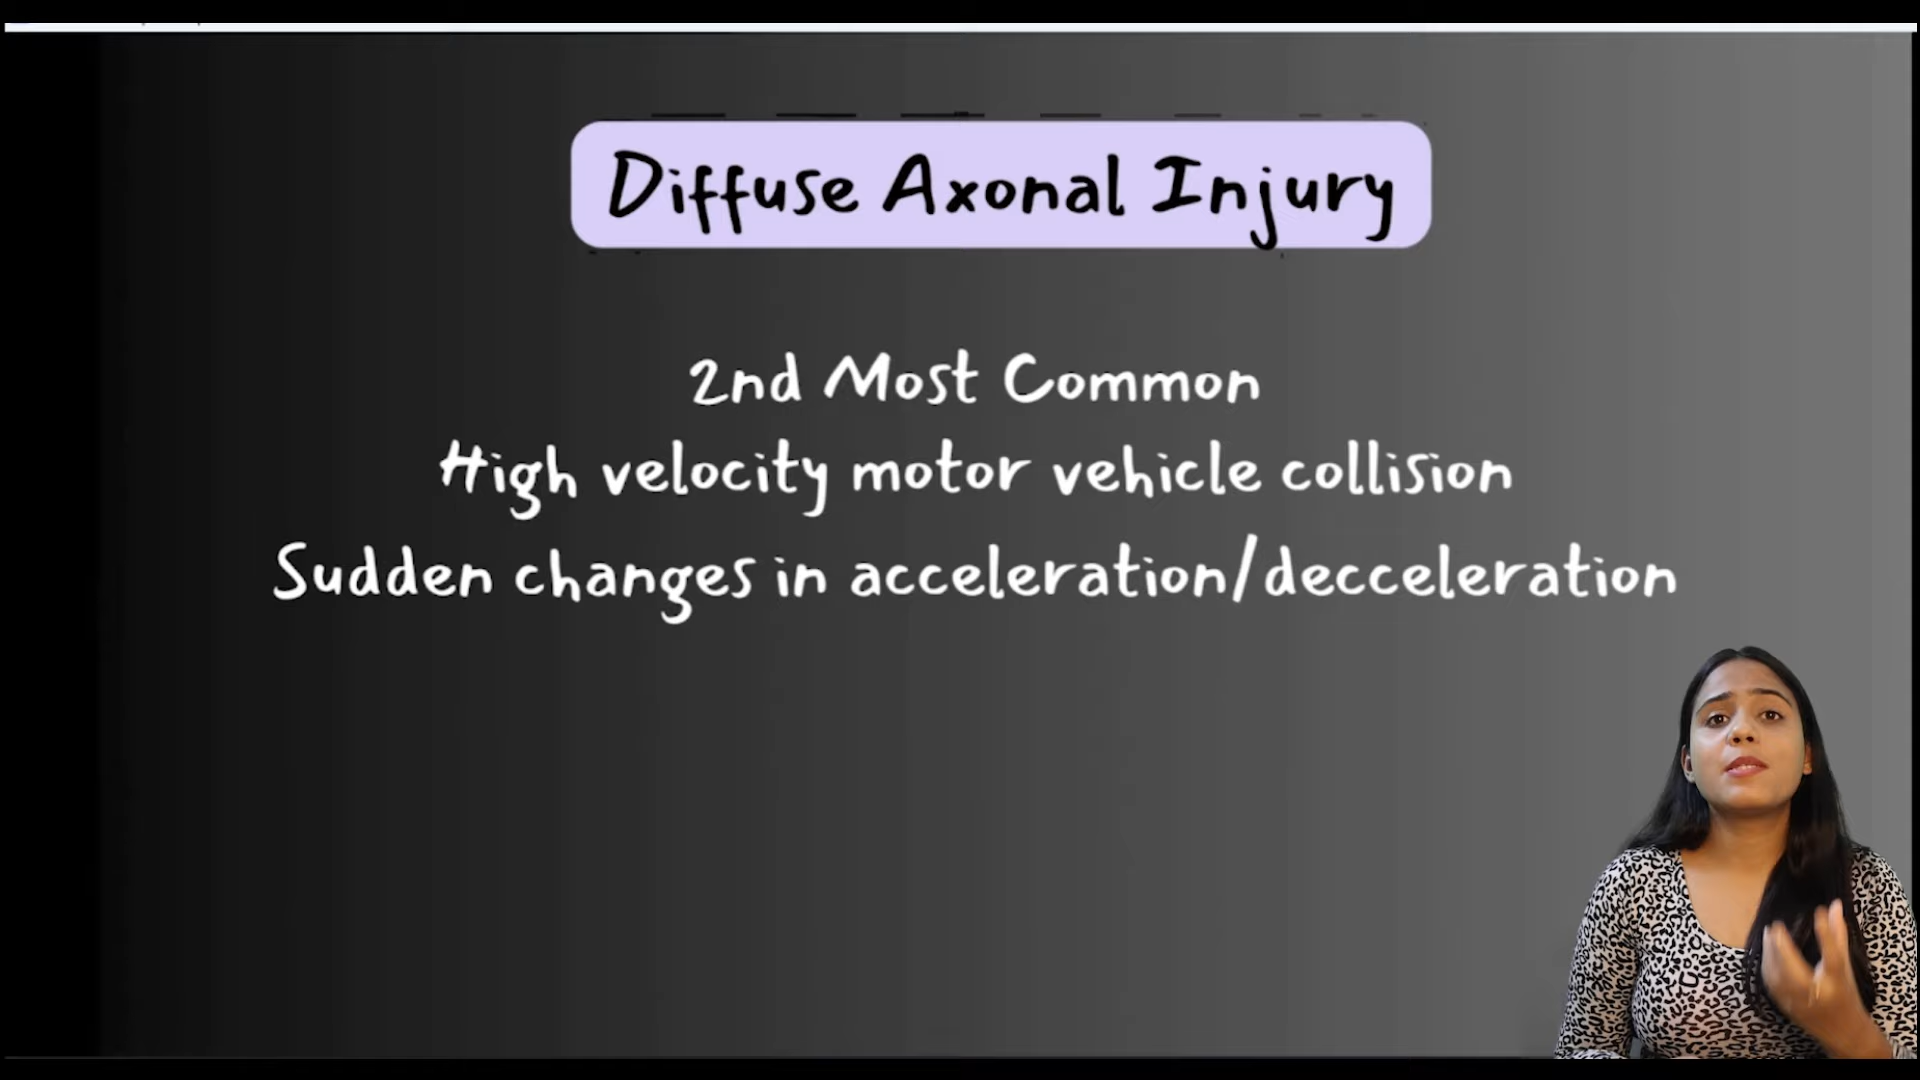 Diffuse Axonal Injury
2nd Most Common
High velocity motor vehicle collision
Sudden changes in acceleration/decceleration